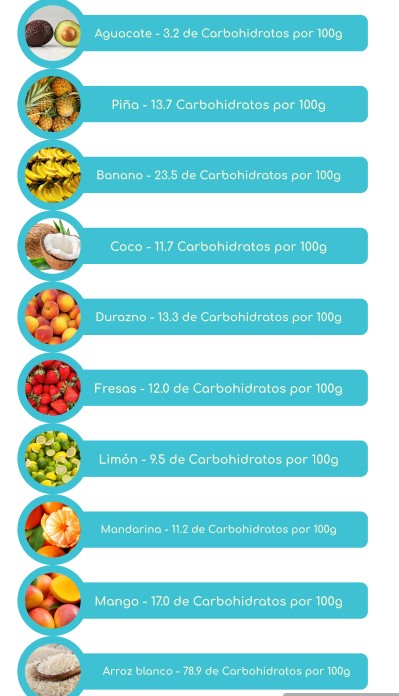 Aguacate - 3.2 de Carbohidratos por 100g
Piña - 13.7 Carbohidratos por 100g
Banano - 23.5 de Carbohidratos por 100g
Coco - 11.7 Carbohidratos por 100g
Durazno - 13.3 de Carbohidratos por 100g
Fresas - 12.0 de Carbohidratos por 100g
Limón - 9.5 de Carbohidratos por 100g
Mandarina - 11.2 de Carbohidratos por 100g
Mango - 17.0 de Carbohidratos por 100g
Arroz blanco - 78.9 de Carbohidratos por 100g